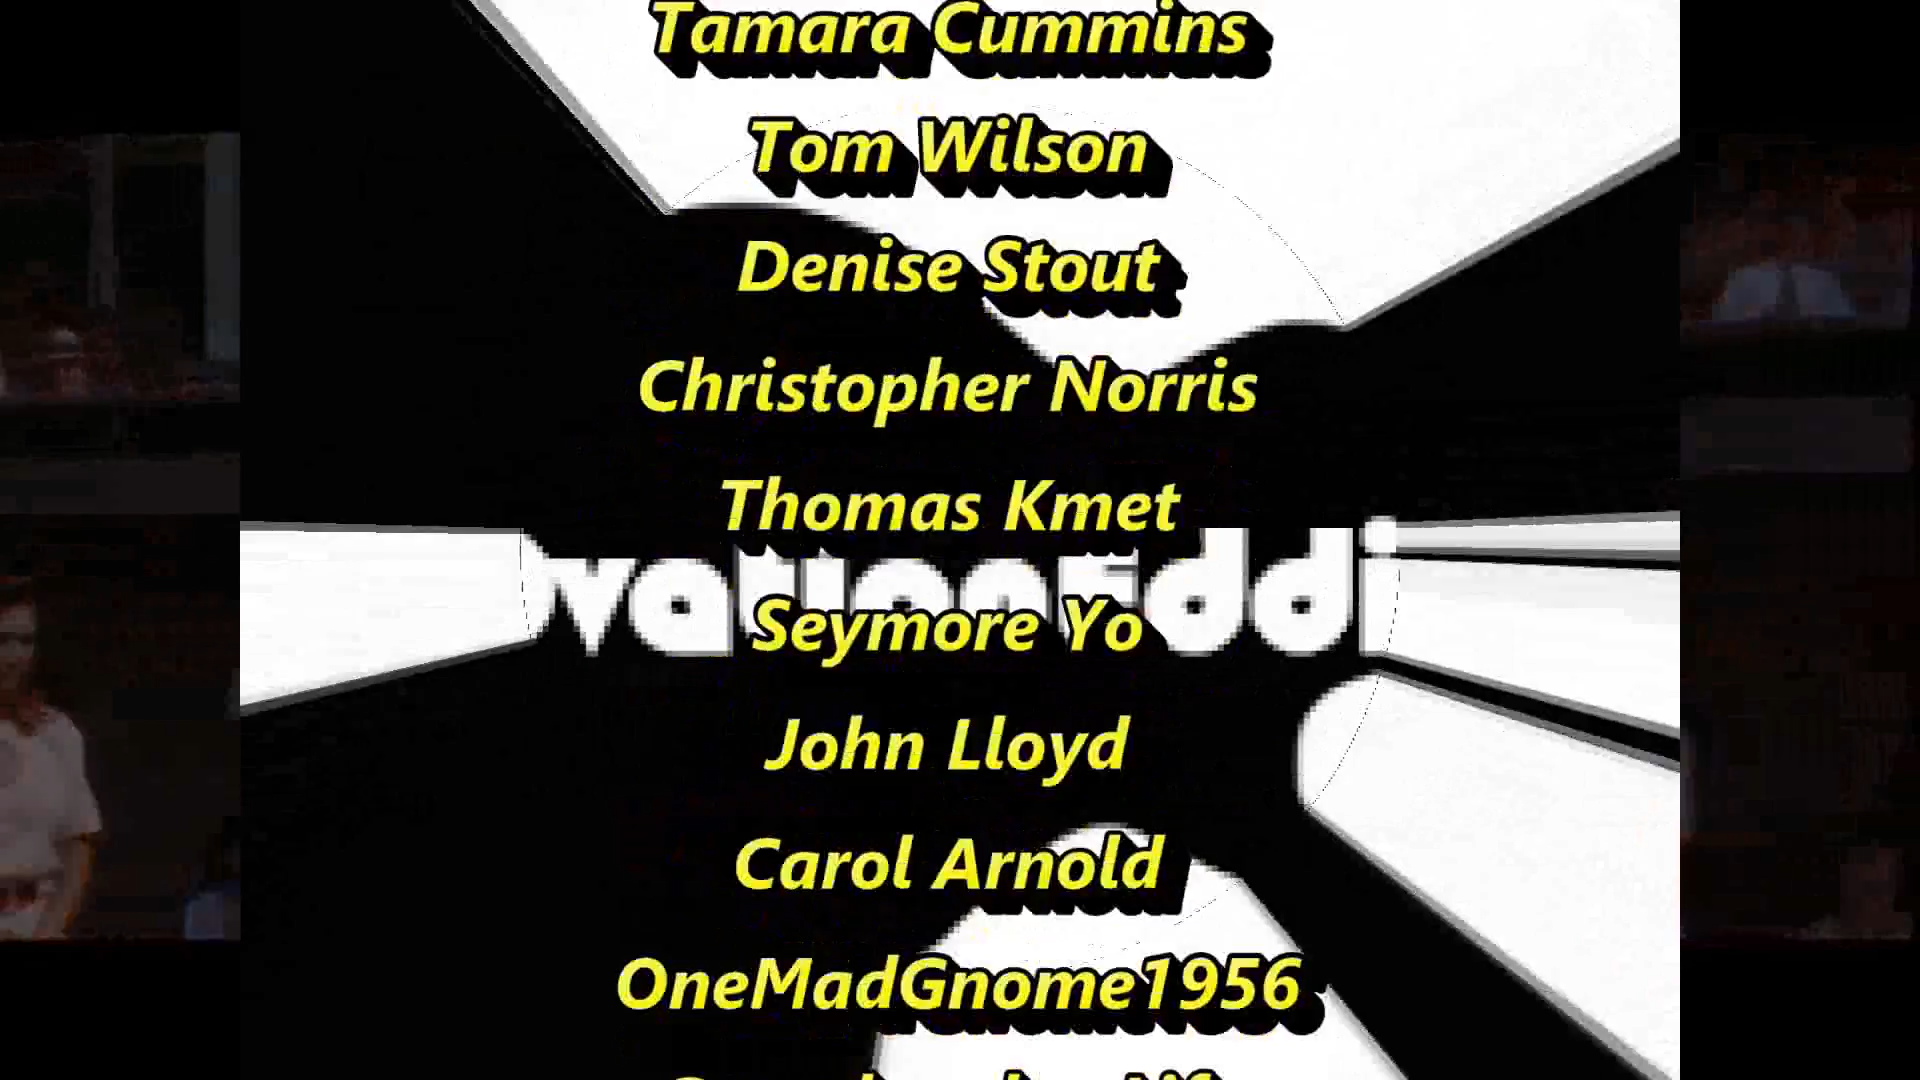 Tamara Cummins
Tom Wilson
Denise Stout
Christopher Norris
Thomas Kmet
Seymore Yo
John Lloyd
Carol Arnold
OneMadGnome1956